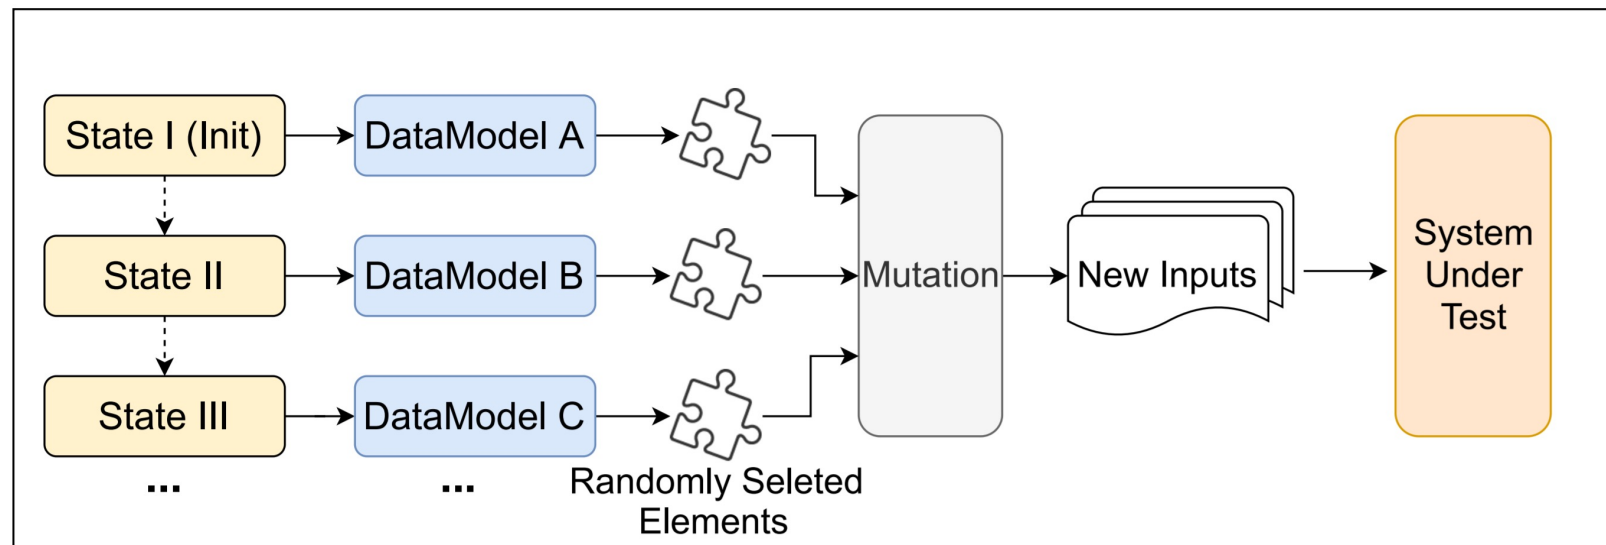 State I (Init)
DataModel A
State II
DataModel B
Mutation
New Inputs
System
Under
Test
State III
DataModel C
...
...
Randomly Seleted
Elements